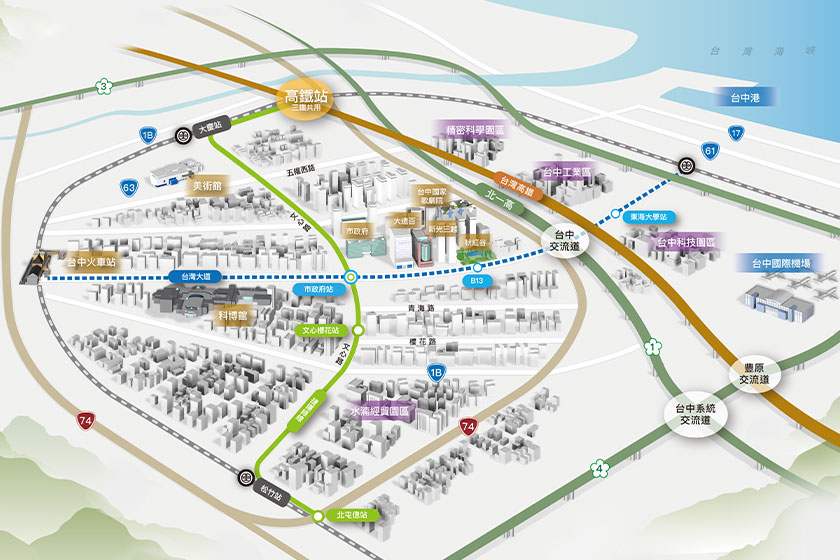 台灣海峽
3
高鐵站
三鐵共用
台中港
大慶站
1B
17
精密科學園區
61
五權西路
63
美術館
台中國家
歌劇院
台灣高鐵
台中工業區
北一高
文心路
市政府
大遠百
新光三越
秋紅谷
東海大學站
台中
交流道
台中科技園區
台中火車站
台灣大道
市政府站
B13
台中國際機場
科博館
青海路
文心櫻花站
櫻花路
文心路
1
1B
豐原
交流道
水湳經貿園區
74
74
台中系統
交流道
4
松竹站
北屯總站